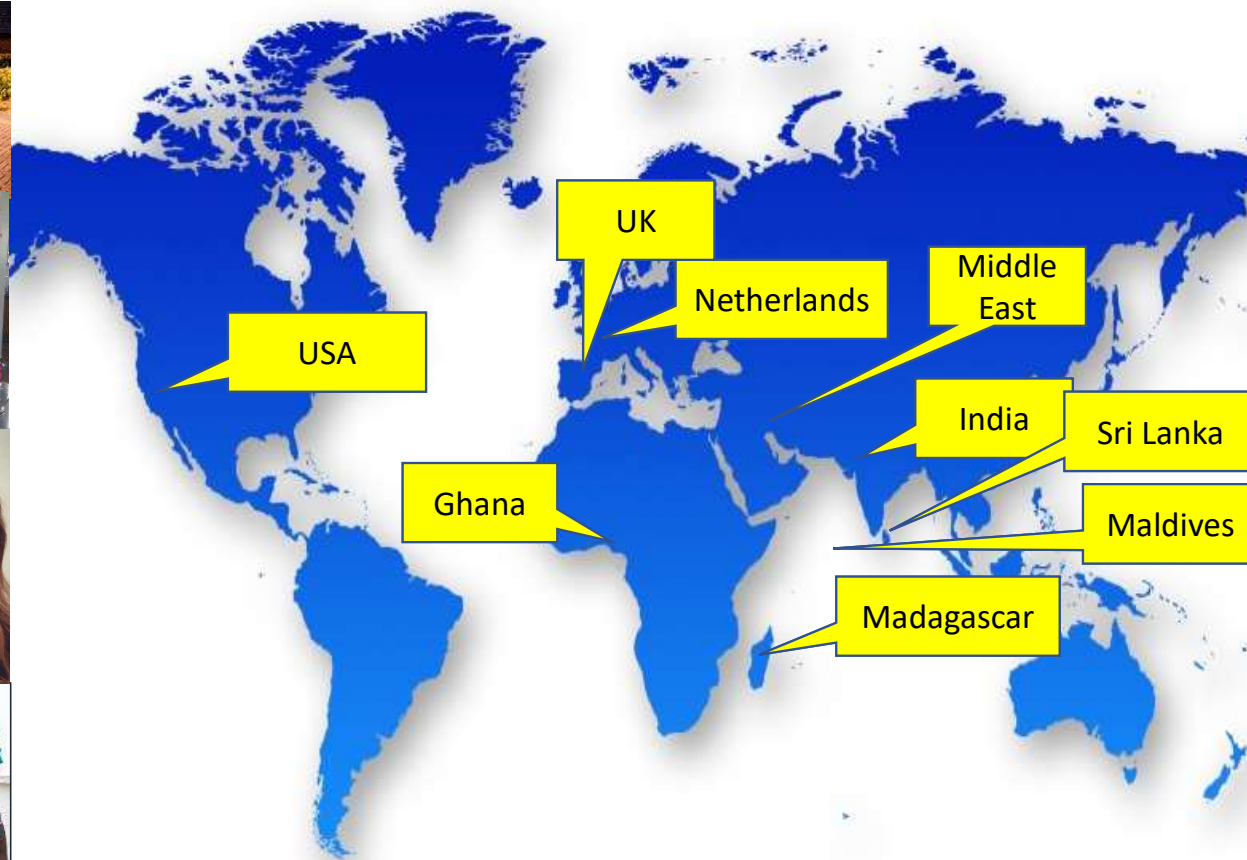 UK
Netherlands
Middle
East
USA
India
Sri Lanka
Ghana
Maldives
Madagascar